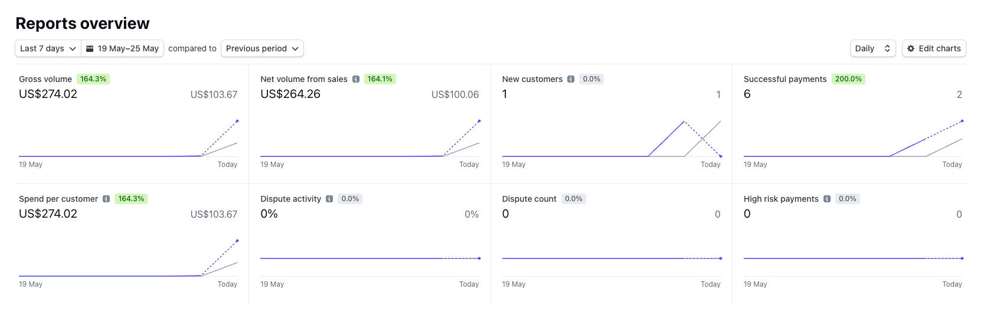 Reports overview
Last 7 days 19 May–25 May compared to Previous period Daily Edit charts
Gross volume 164.3%
US$274.02 US$103.67
19 May Today
Net volume from sales 164.1%
US$264.26 US$100.06
19 May Today
New customers 0.0%
1 1
19 May Today
Successful payments 200.0%
6 2
19 May Today
Spend per customer 164.3%
US$274.02 US$103.67
19 May Today
Dispute activity 0.0%
0% 0%
19 May Today
Dispute count 0.0%
0 0
19 May Today
High risk payments 0.0%
0 0
19 May Today